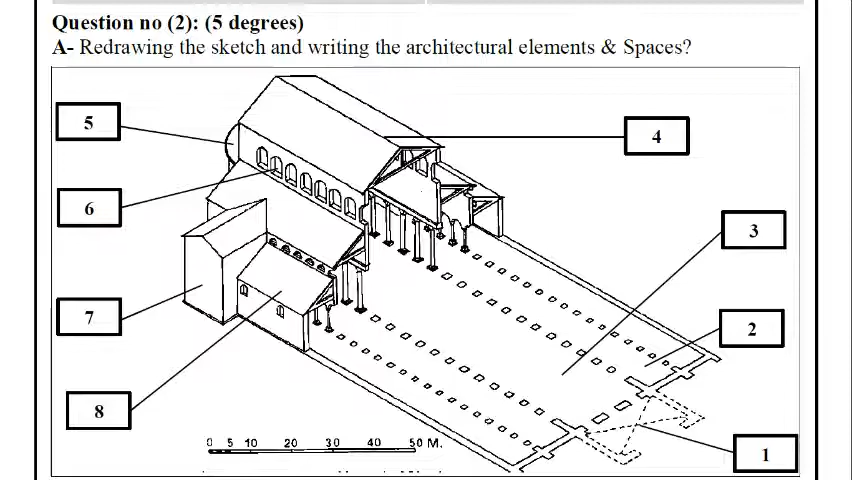 Question no (2): (5 degrees)
A- Redrawing the sketch and writing the architectural elements & Spaces?
5
4
6
3
2
7
8
0 5 10 20 30 40 50 M.
1